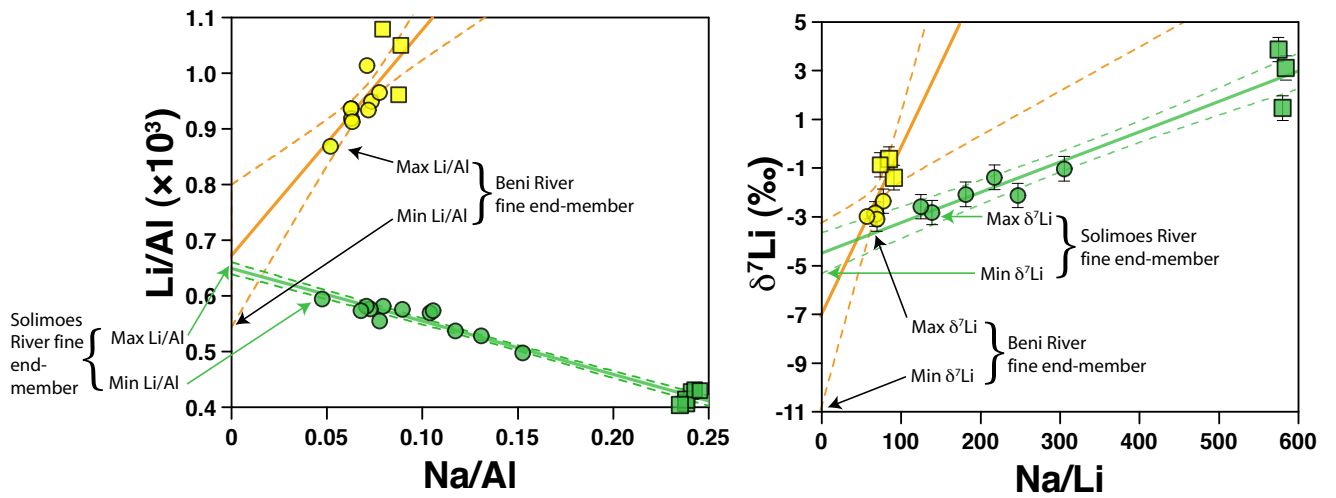 1.1
1.0
0.9
0.8
0.7
0.6
0.5
0.4
Li/Al (×10³)
0
0.05
0.10
0.15
0.20
0.25
Na/Al
Max Li/Al
Min Li/Al
Beni River
fine end-member
Solimoes
River fine
end-
member
Max Li/Al
Min Li/Al
5
3
1
-1
-3
-5
-7
-9
-11
δ⁷Li (‰)
0
100
200
300
400
500
600
Na/Li
Max δ⁷Li
Min δ⁷Li
Solimoes River
fine end-member
Max δ⁷Li
Min δ⁷Li
Beni River
fine end-member